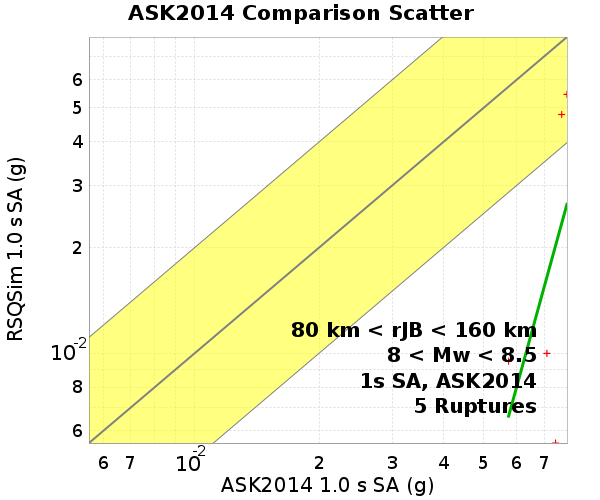 ASK2014 Comparison Scatter
RSQSim 1.0 s SA (g)
6
5
4
3
2
10-2
8
6
80 km < rJB < 160 km
8 < Mw < 8.5
1s SA, ASK2014
5 Ruptures
6 7 10-2 2 3 4 5 6 7
ASK2014 1.0 s SA (g)